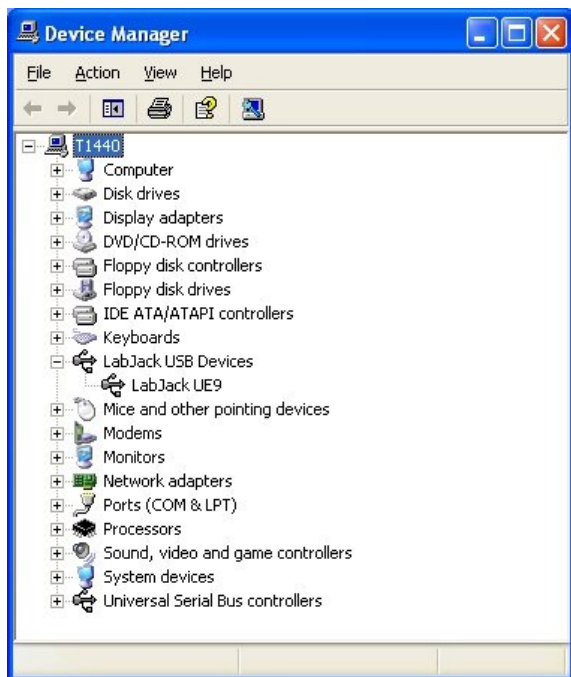 Device Manager
File Action View Help
T1440
Computer
Disk drives
Display adapters
DVD/CD-ROM drives
Floppy disk controllers
Floppy disk drives
IDE ATA/ATAPI controllers
Keyboards
LabJack USB Devices
LabJack UE9
Mice and other pointing devices
Modems
Monitors
Network adapters
Ports (COM & LPT)
Processors
Sound, video and game controllers
System devices
Universal Serial Bus controllers